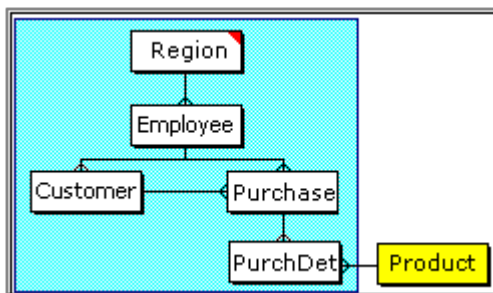 Region
Employee
Customer
Purchase
PurchDet
Product